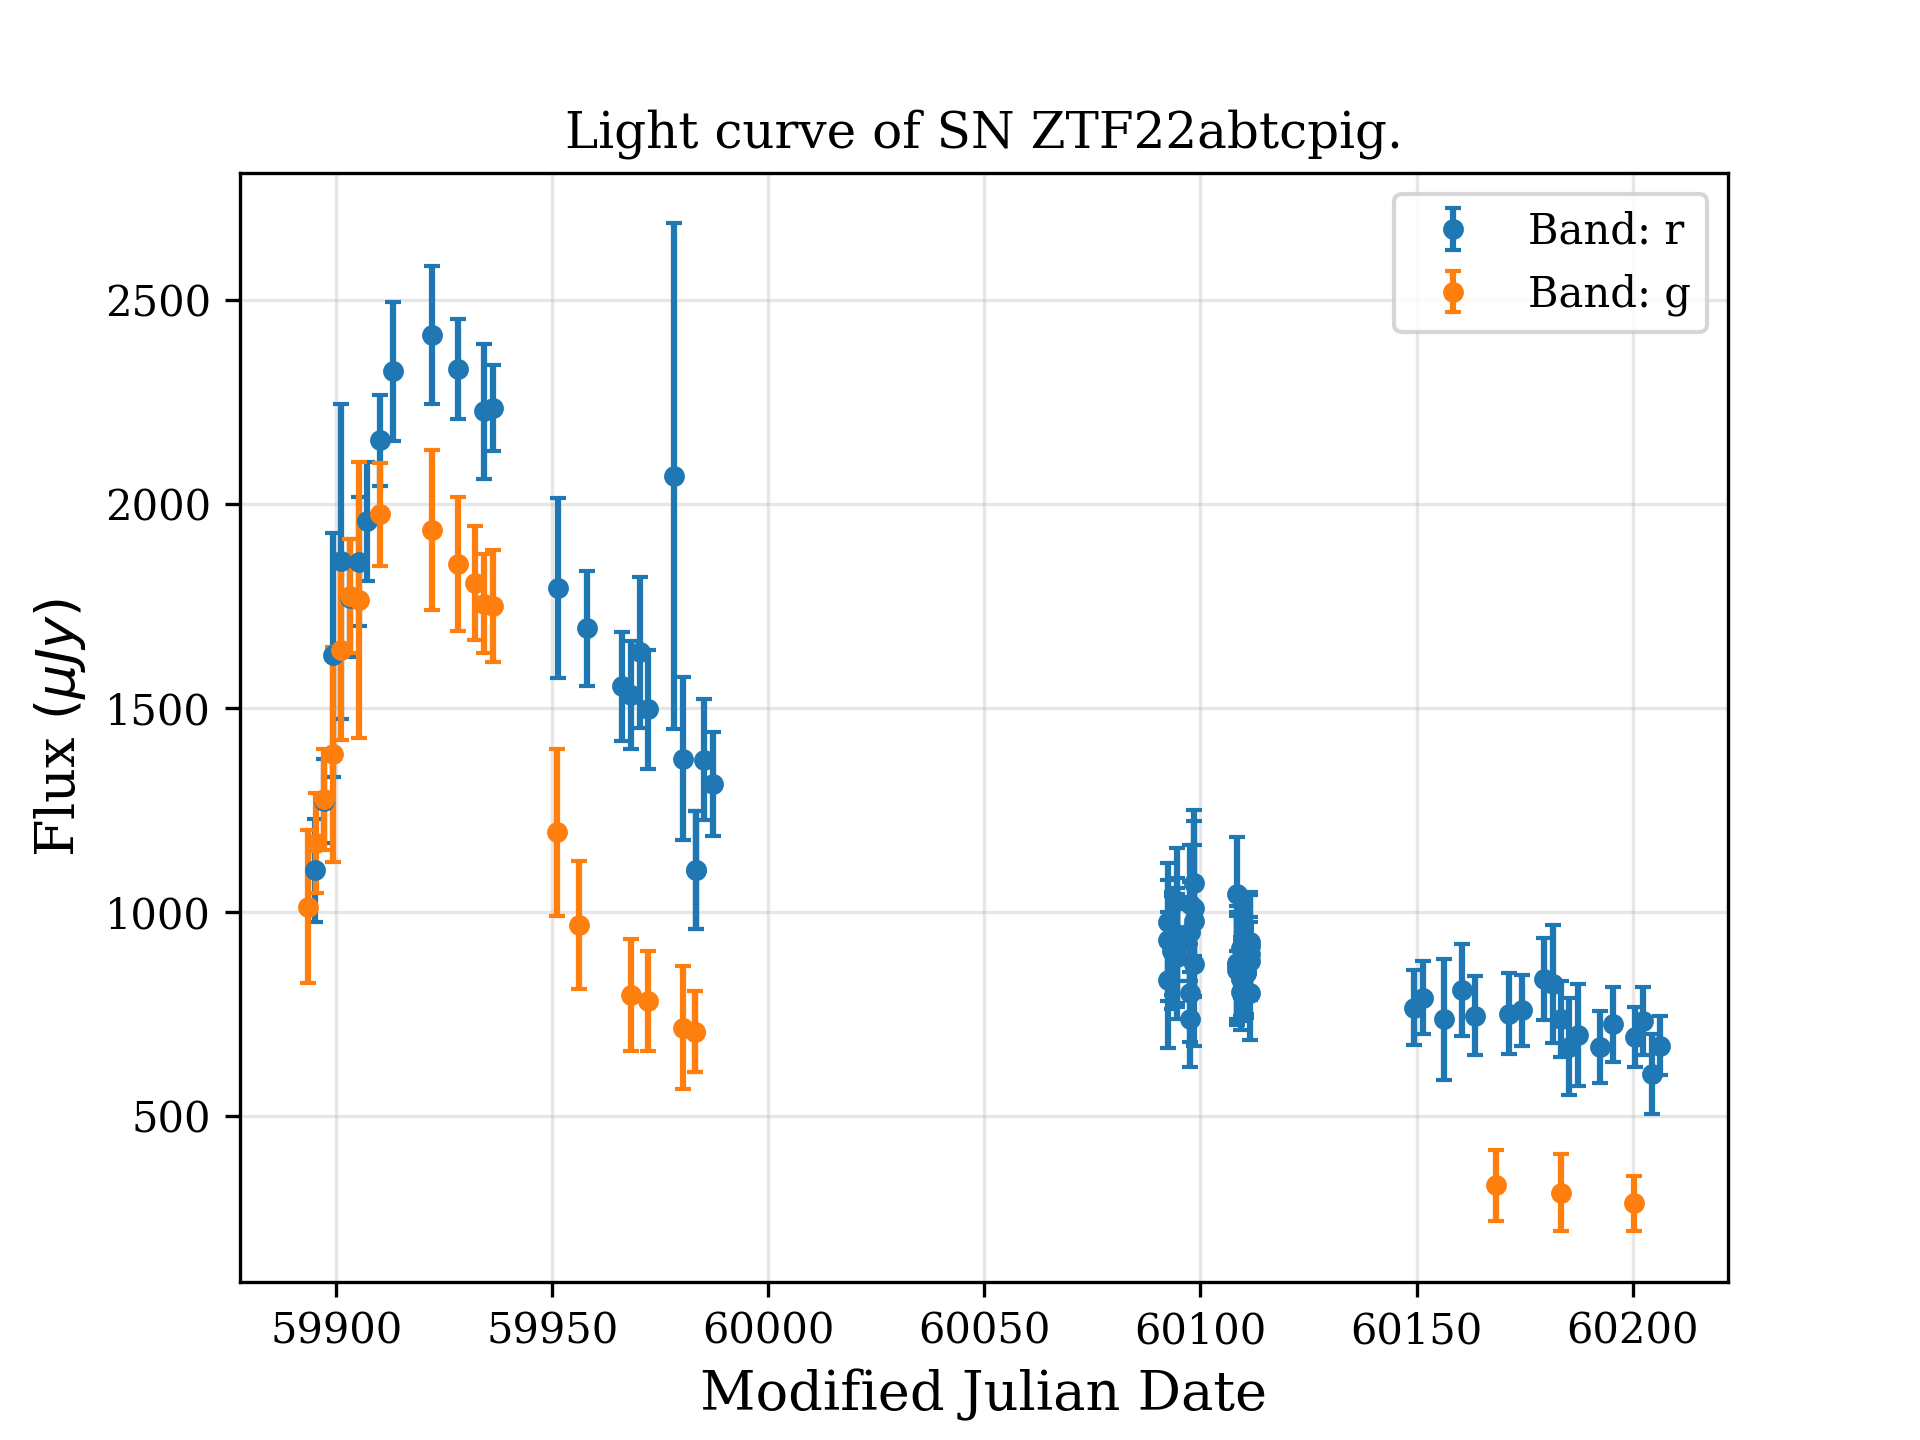 Light curve of SN ZTF22abtcpig.
Band: r
Band: g
Flux (μJy)
2500
2000
1500
1000
500
59900 59950 60000 60050 60100 60150 60200
Modified Julian Date